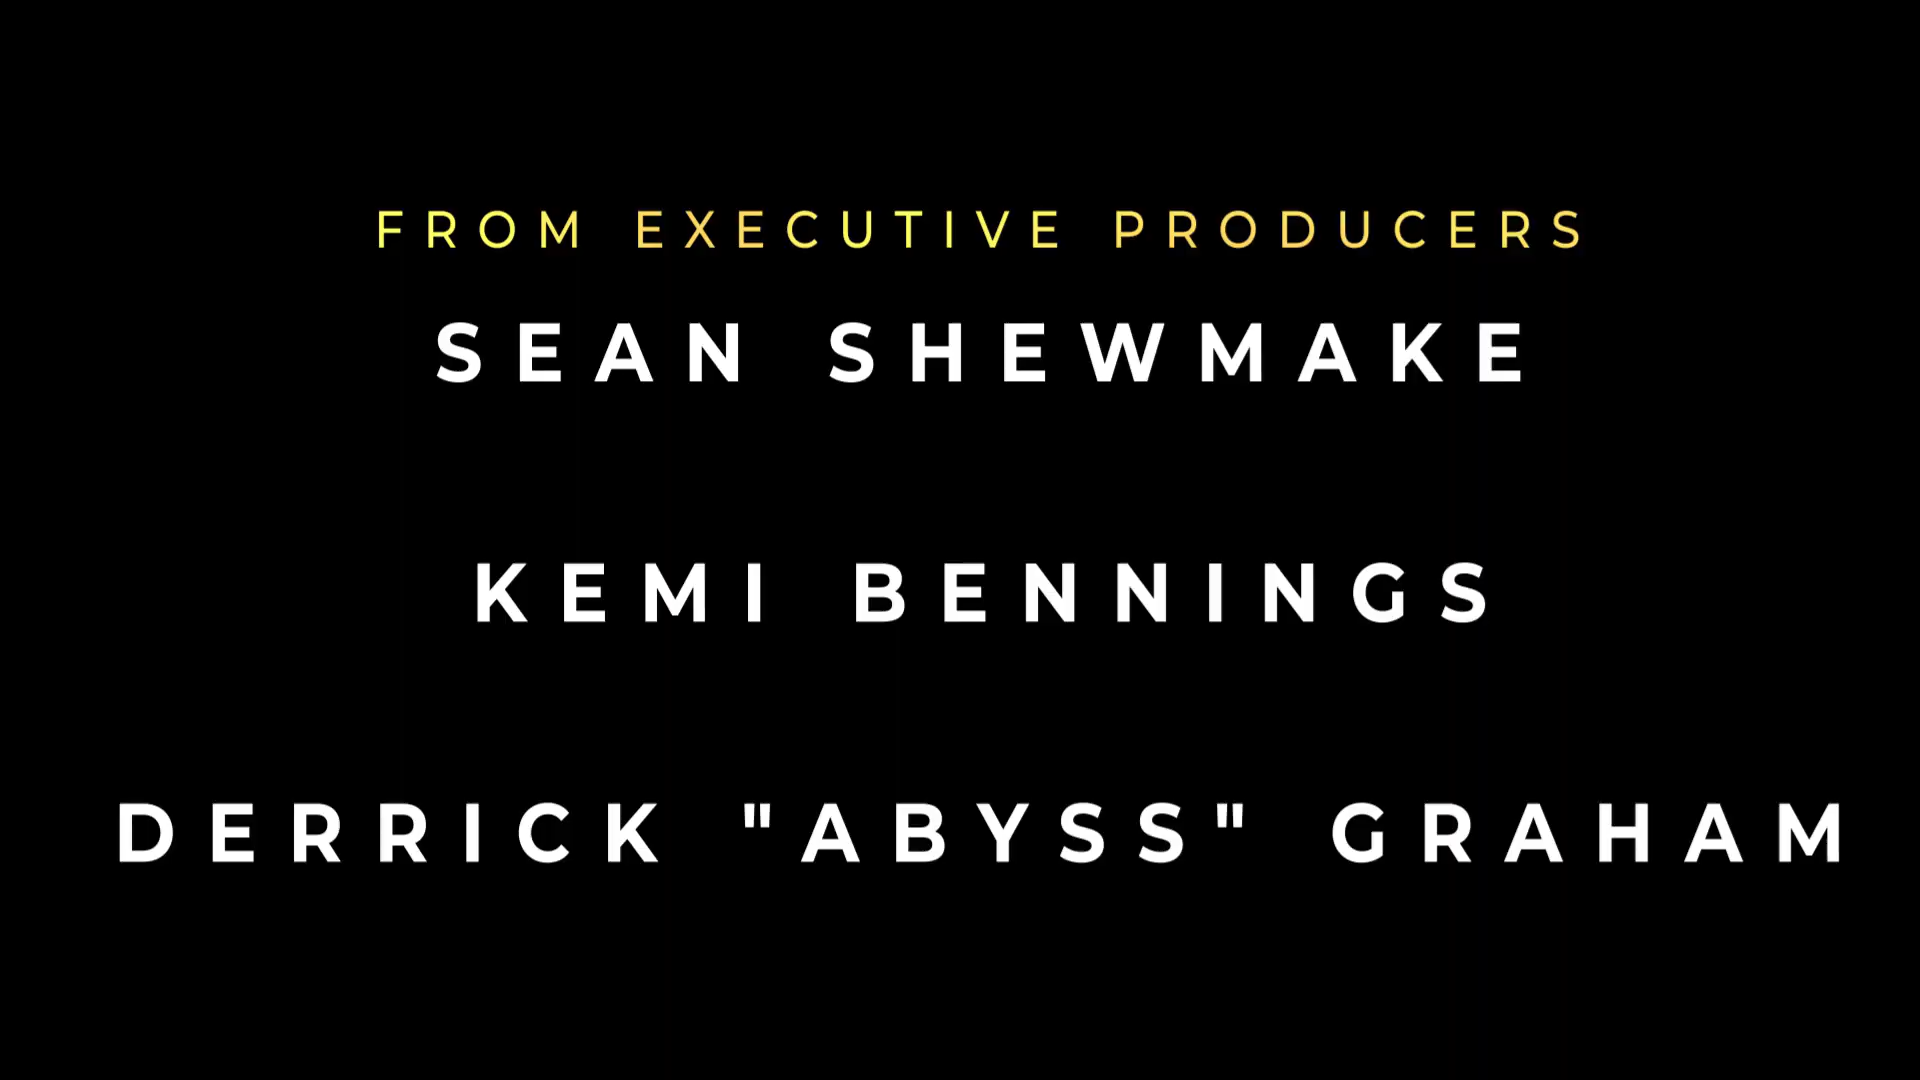 FROM EXECUTIVE PRODUCERS
SEAN SHEWMAKE
KEMI BENNINGS
DERRICK "ABYSS" GRAHAM